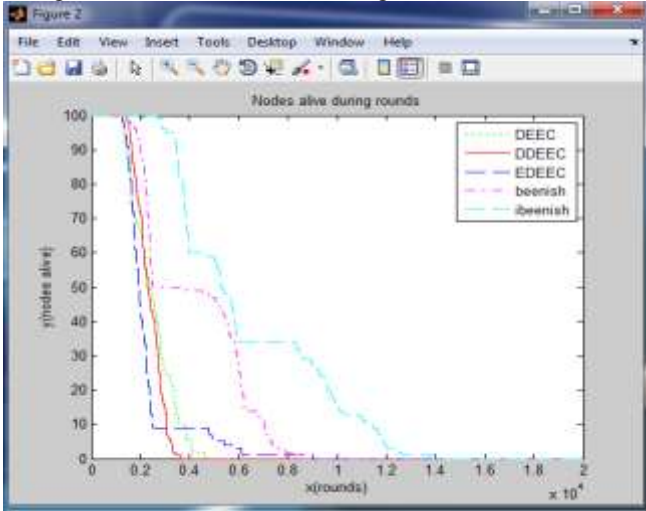 Figure 2
File Edit View Insert Tools Desktop Window Help
Nodes alive during rounds
100
90
80
70
60
50
40
30
20
10
0
y(nodes alive)
DEEC
DDEEC
EDEEC
beenish
ibeenish
0 0.2 0.4 0.6 0.8 1 1.2 1.4 1.6 1.8 2
x(rounds)
x 10⁴